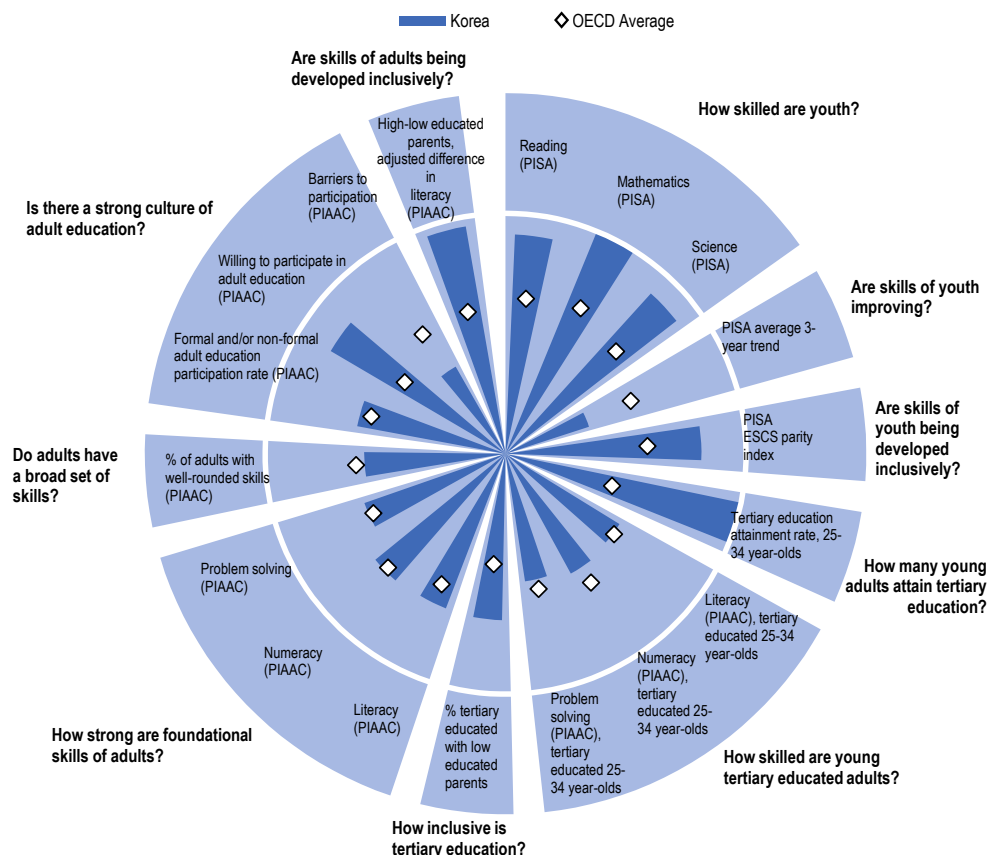 Korea
OECD Average
Are skills of adults being
developed inclusively?
How skilled are youth?
High-low educated
parents,
adjusted difference
in
literacy
(PIAAC)
Reading
(PISA)
Mathematics
(PISA)
Science
(PISA)
Barriers to
participation
(PIAAC)
Is there a strong culture of
adult education?
Willing to participate in
adult education
(PIAAC)
Formal and/or non-formal
adult education
participation rate (PIAAC)
Are skills of youth
improving?
PISA average 3-
year trend
Are skills of
youth being
developed
inclusively?
PISA
ESCS parity
index
Do adults have
a broad set of
skills?
% of adults with
well-rounded skills
(PIAAC)
Tertiary education
attainment rate, 25-
34 year-olds
How many young
adults attain tertiary
education?
Problem solving
(PIAAC)
Numeracy
(PIAAC)
Literacy
(PIAAC)
How strong are foundational
skills of adults?
% tertiary
educated
with low
educated
parents
How inclusive is
tertiary education?
Literacy
(PIAAC), tertiary
educated 25-34
year-olds
Numeracy
(PIAAC),
tertiary
educated 25-
34 year-olds
Problem
solving
(PIAAC),
tertiary
educated 25-
34 year-olds
How skilled are young
tertiary educated adults?